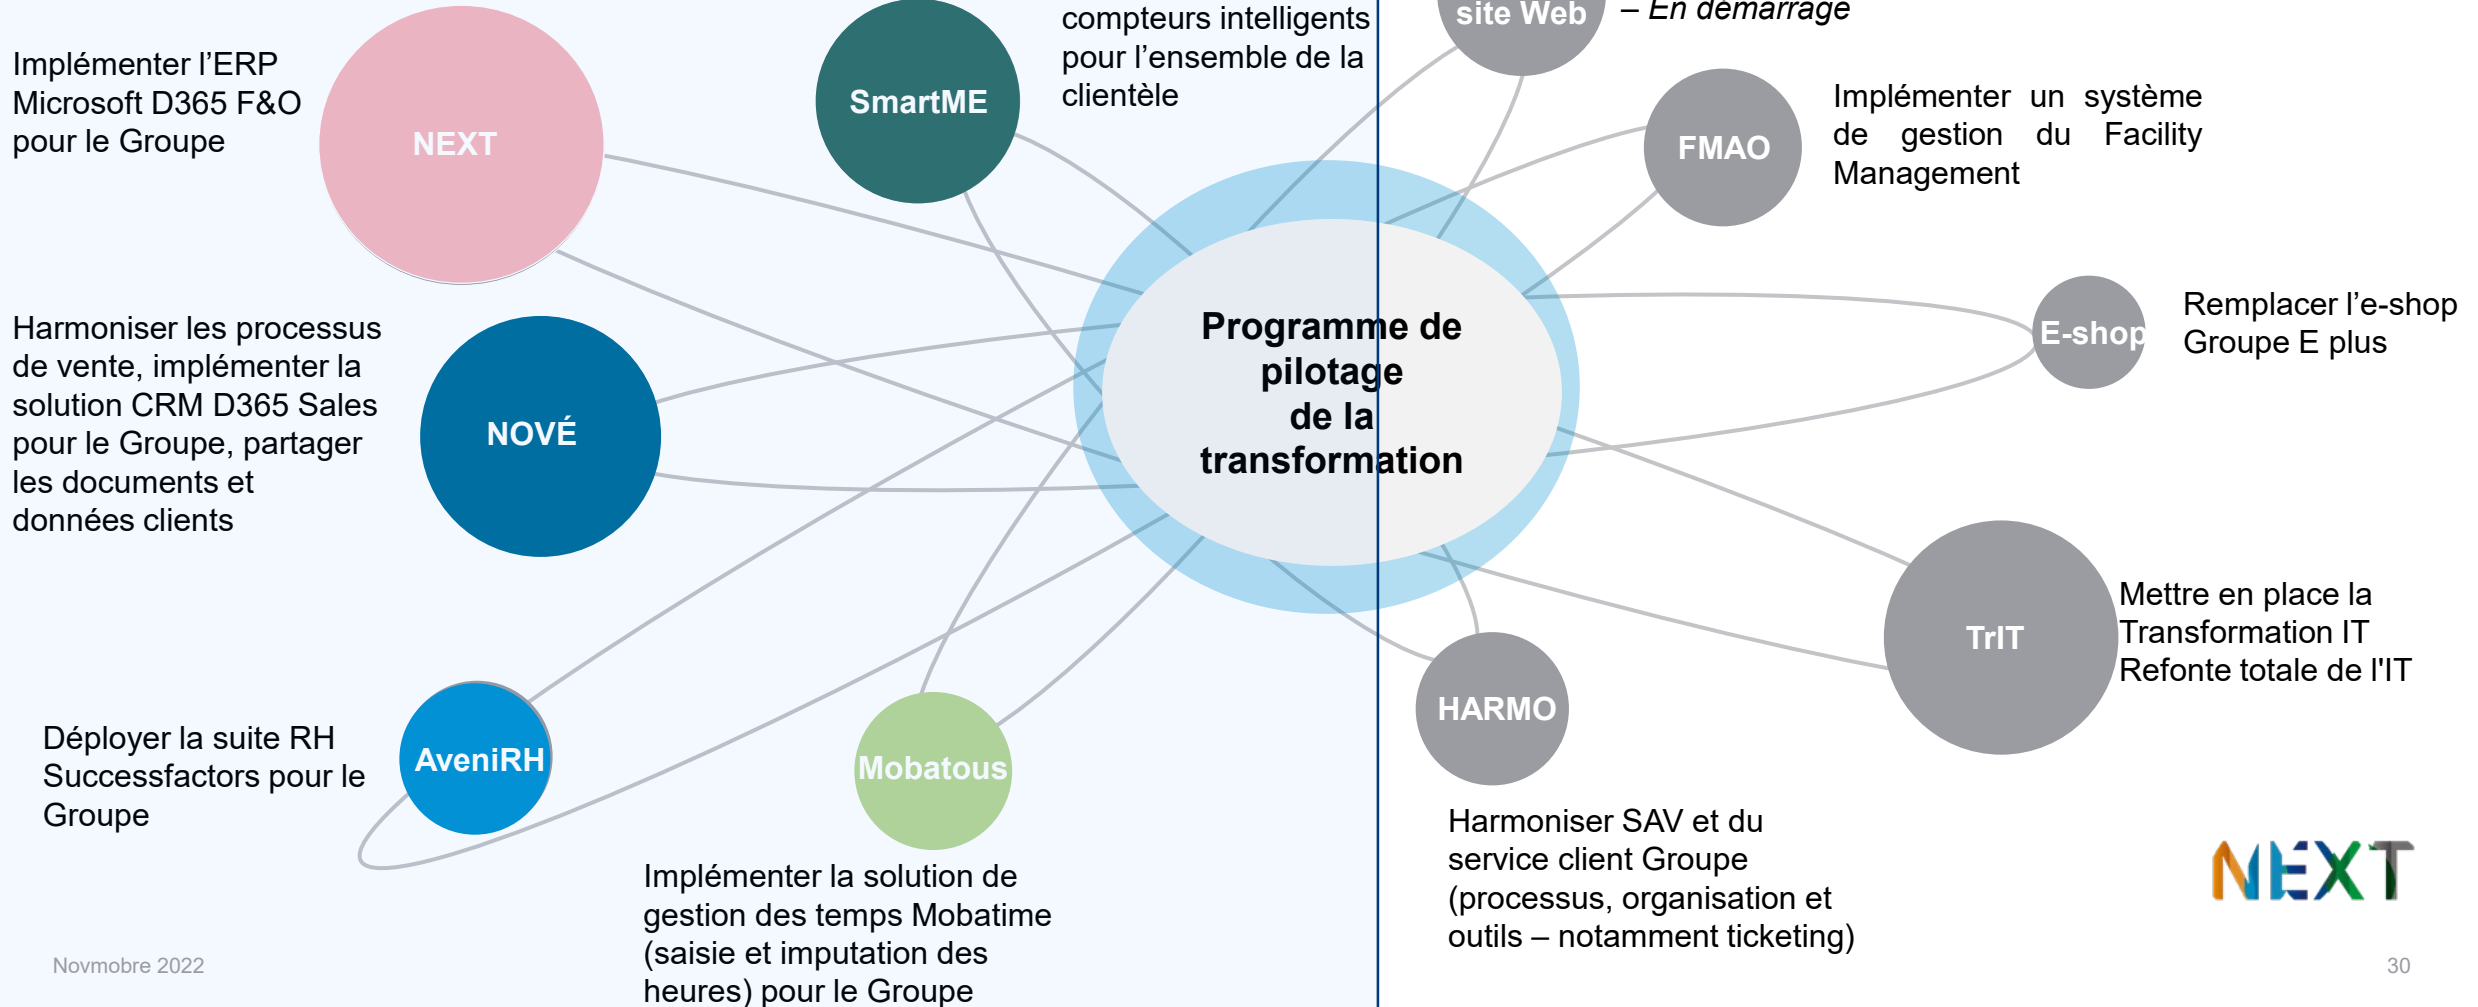 compteurs intelligents
pour l’ensemble de la
clientèle
site Web
– En démarrage
Implémenter l’ERP
Microsoft D365 F&O
pour le Groupe
NEXT
SmartME
FMAO
Implémenter un système
de gestion du Facility
Management
Harmoniser les processus
de vente, implémenter la
solution CRM D365 Sales
pour le Groupe, partager
les documents et
données clients
NOVÉ
Programme de
pilotage
de la
transformation
E-shop
Remplacer l’e-shop
Groupe E plus
TrIT
Mettre en place la
Transformation IT
Refonte totale de l'IT
Déployer la suite RH
Successfactors pour le
Groupe
AveniRH
Mobatous
Implémenter la solution de
gestion des temps Mobatime
(saisie et imputation des
heures) pour le Groupe
HARMO
Harmoniser SAV et du
service client Groupe
(processus, organisation et
outils – notamment ticketing)
NEXT
Novmobre 2022
30